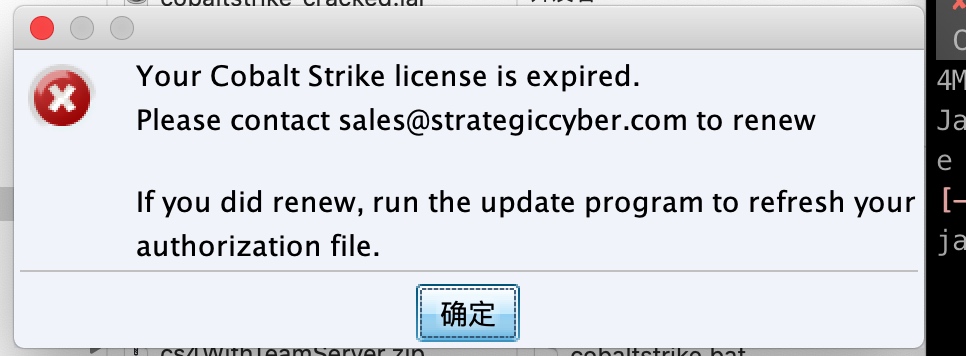 cobaltstrike_cracked.jar
Your Cobalt Strike license is expired.
Please contact sales@strategiccyber.com to renew
If you did renew, run the update program to refresh your
authorization file.
确定
4M
Ja
e
[-
ja
cs4WithTeamServer.zip
cobaltstrike.bat